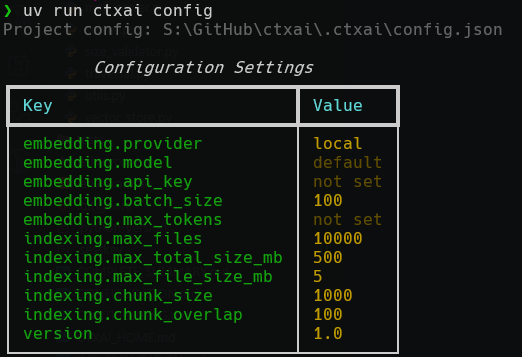 ❯ uv run ctxai config
Project config: S:\GitHub\ctxai\.ctxai\config.json
Configuration Settings
Key Value
embedding.provider local
embedding.model default
embedding.api_key not set
embedding.batch_size 100
embedding.max_tokens not set
indexing.max_files 10000
indexing.max_total_size_mb 500
indexing.max_file_size_mb 5
indexing.chunk_size 1000
indexing.chunk_overlap 100
version 1.0